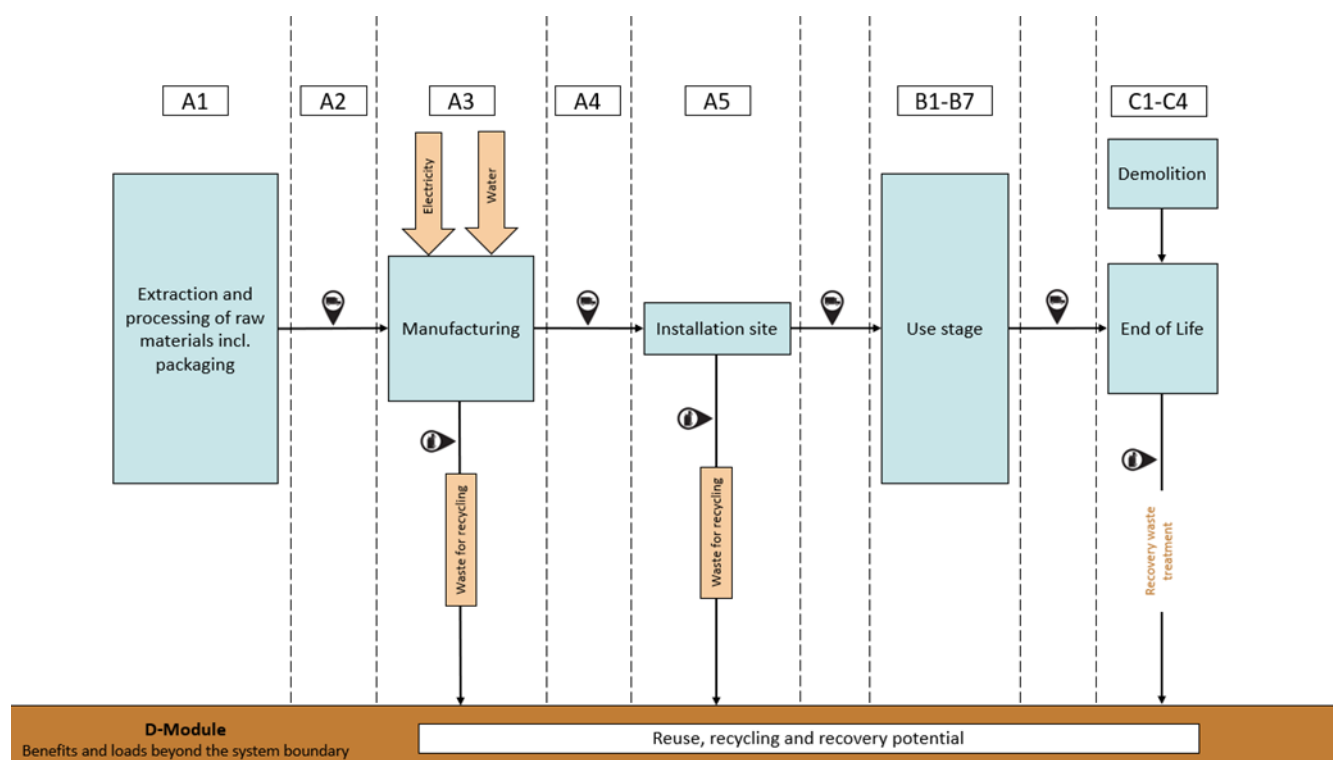 A1
A2
A3
A4
A5
B1-B7
C1-C4
Electricity
Water
Demolition
Extraction and
processing of raw
materials incl.
packaging
Manufacturing
Installation site
Use stage
End of Life
Waste for recycling
Waste for recycling
Recovery waste
treatment
D-Module
Benefits and loads beyond the system boundary
Reuse, recycling and recovery potential